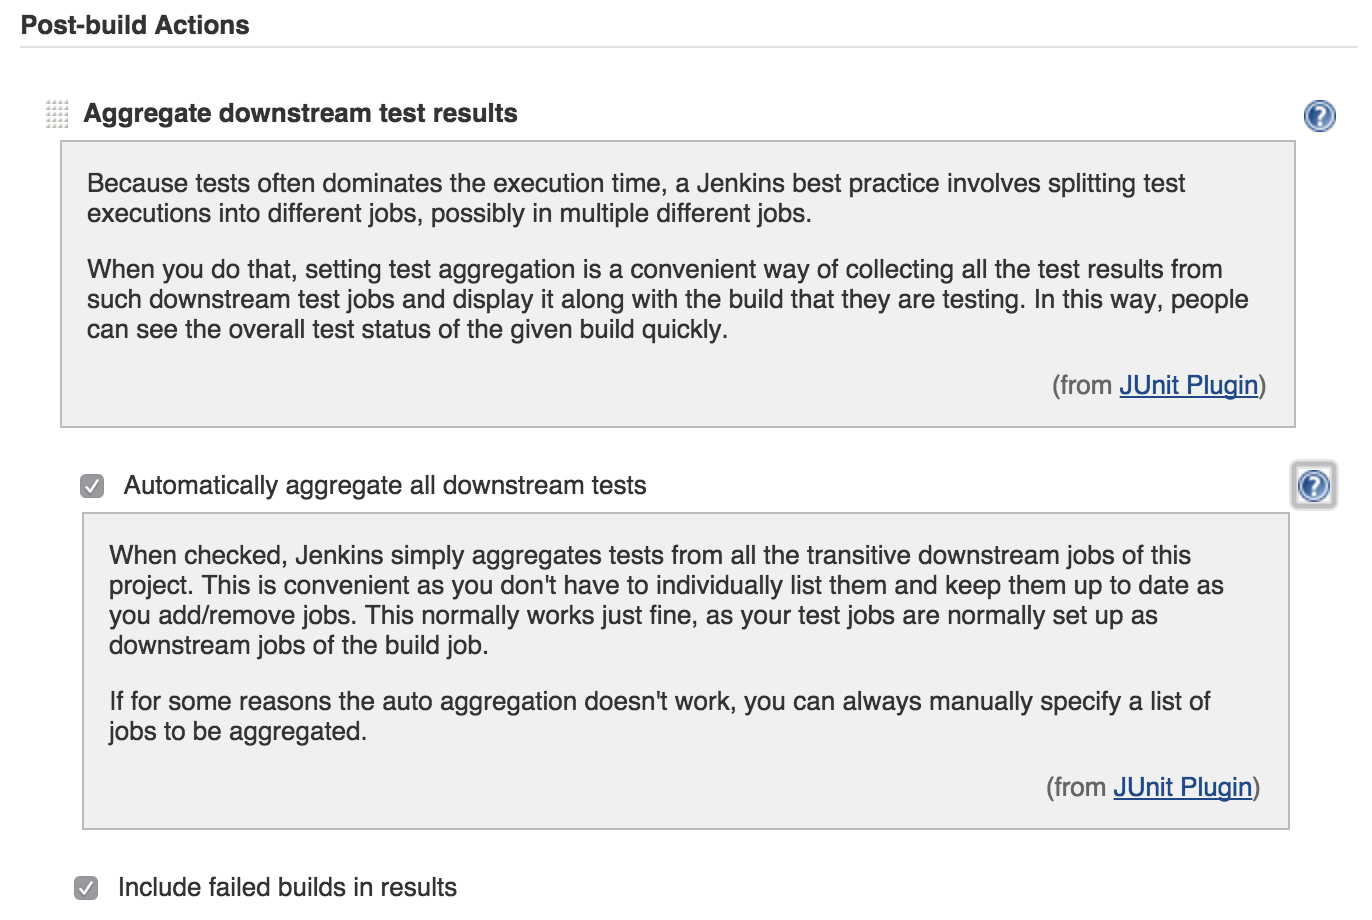 Post-build Actions
Aggregate downstream test results
Because tests often dominates the execution time, a Jenkins best practice involves splitting test
executions into different jobs, possibly in multiple different jobs.
When you do that, setting test aggregation is a convenient way of collecting all the test results from
such downstream test jobs and display it along with the build that they are testing. In this way, people
can see the overall test status of the given build quickly.
(from JUnit Plugin)
Automatically aggregate all downstream tests
When checked, Jenkins simply aggregates tests from all the transitive downstream jobs of this
project. This is convenient as you don't have to individually list them and keep them up to date as
you add/remove jobs. This normally works just fine, as your test jobs are normally set up as
downstream jobs of the build job.
If for some reasons the auto aggregation doesn't work, you can always manually specify a list of
jobs to be aggregated.
(from JUnit Plugin)
Include failed builds in results